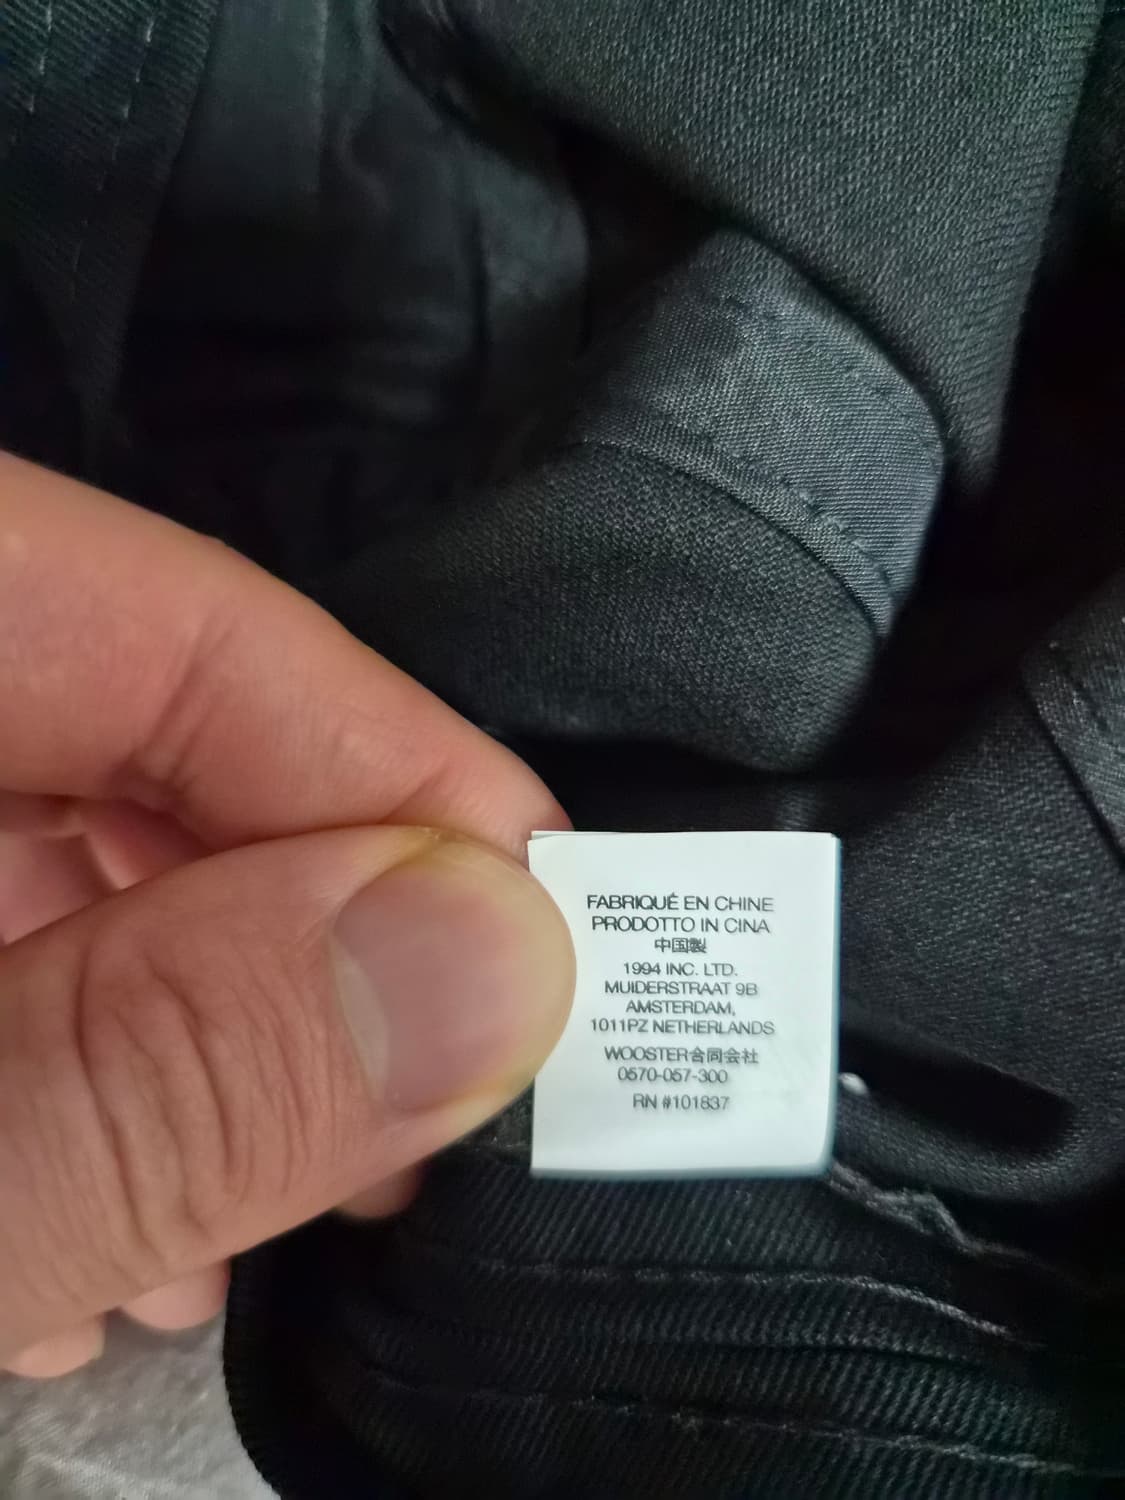 FABRIQUÉ EN CHINE
PRODOTTO IN CINA
中国製
1994 INC. LTD.
MUIDERSTRAAT 9B
AMSTERDAM,
1011PZ NETHERLANDS
WOOSTER合同会社
0570-057-300
RN #101837